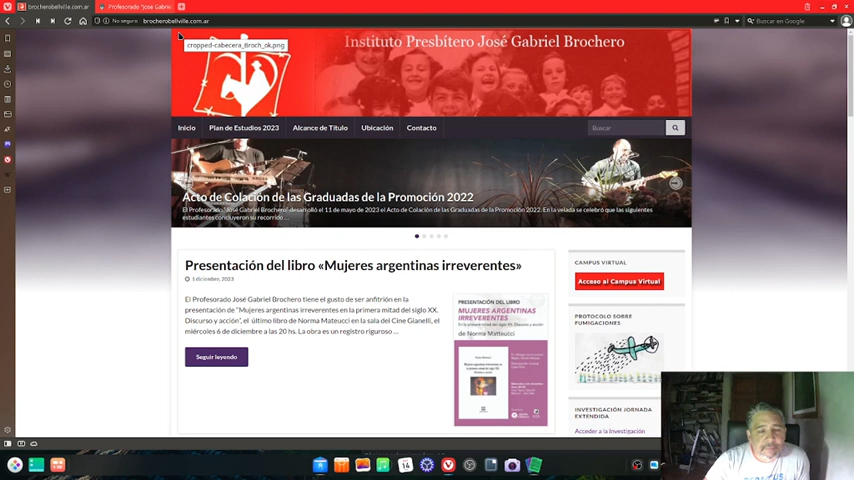 brocherobellville.com.ar
Profesorado "Jose Gabri
No seguro
brocherobellville.com.ar
Buscar en Google
cropped-cabecera_Broch_ok.png
Instituto Presbítero José Gabriel Brochero
Inicio
Plan de Estudios 2023
Alcance de Título
Ubicación
Contacto
Buscar
Acto de Colación de las Graduadas de la Promoción 2022
El Profesorado "José Gabriel Brochero" desarrolló el 11 de mayo de 2023 el Acto de Colación de las Graduadas de la Promoción 2022. En la velada se celebró que las siguientes
estudiantes concluyeron su recorrido ...
Presentación del libro «Mujeres argentinas irreverentes»
1 diciembre, 2023
El Profesorado José Gabriel Brochero tiene el gusto de ser anfitrión en la
presentación de "Mujeres argentinas irreverentes en la primera mitad del siglo XX.
Discurso y acción", el último libro de Norma Mateucci en la sala del Cine Gianelli, el
miércoles 6 de diciembre a las 20 hs. La obra es un registro riguroso ...
Seguir leyendo
PRESENTACIÓN DEL LIBRO
MUJERES ARGENTINAS
IRREVERENTES
de Norma Matteucci
CAMPUS VIRTUAL
Acceso al Campus Virtual
PROTOCOLO SOBRE
FUMIGACIONES
INVESTIGACIÓN JORNADA
EXTENDIDA
Acceder a la Investigación
14